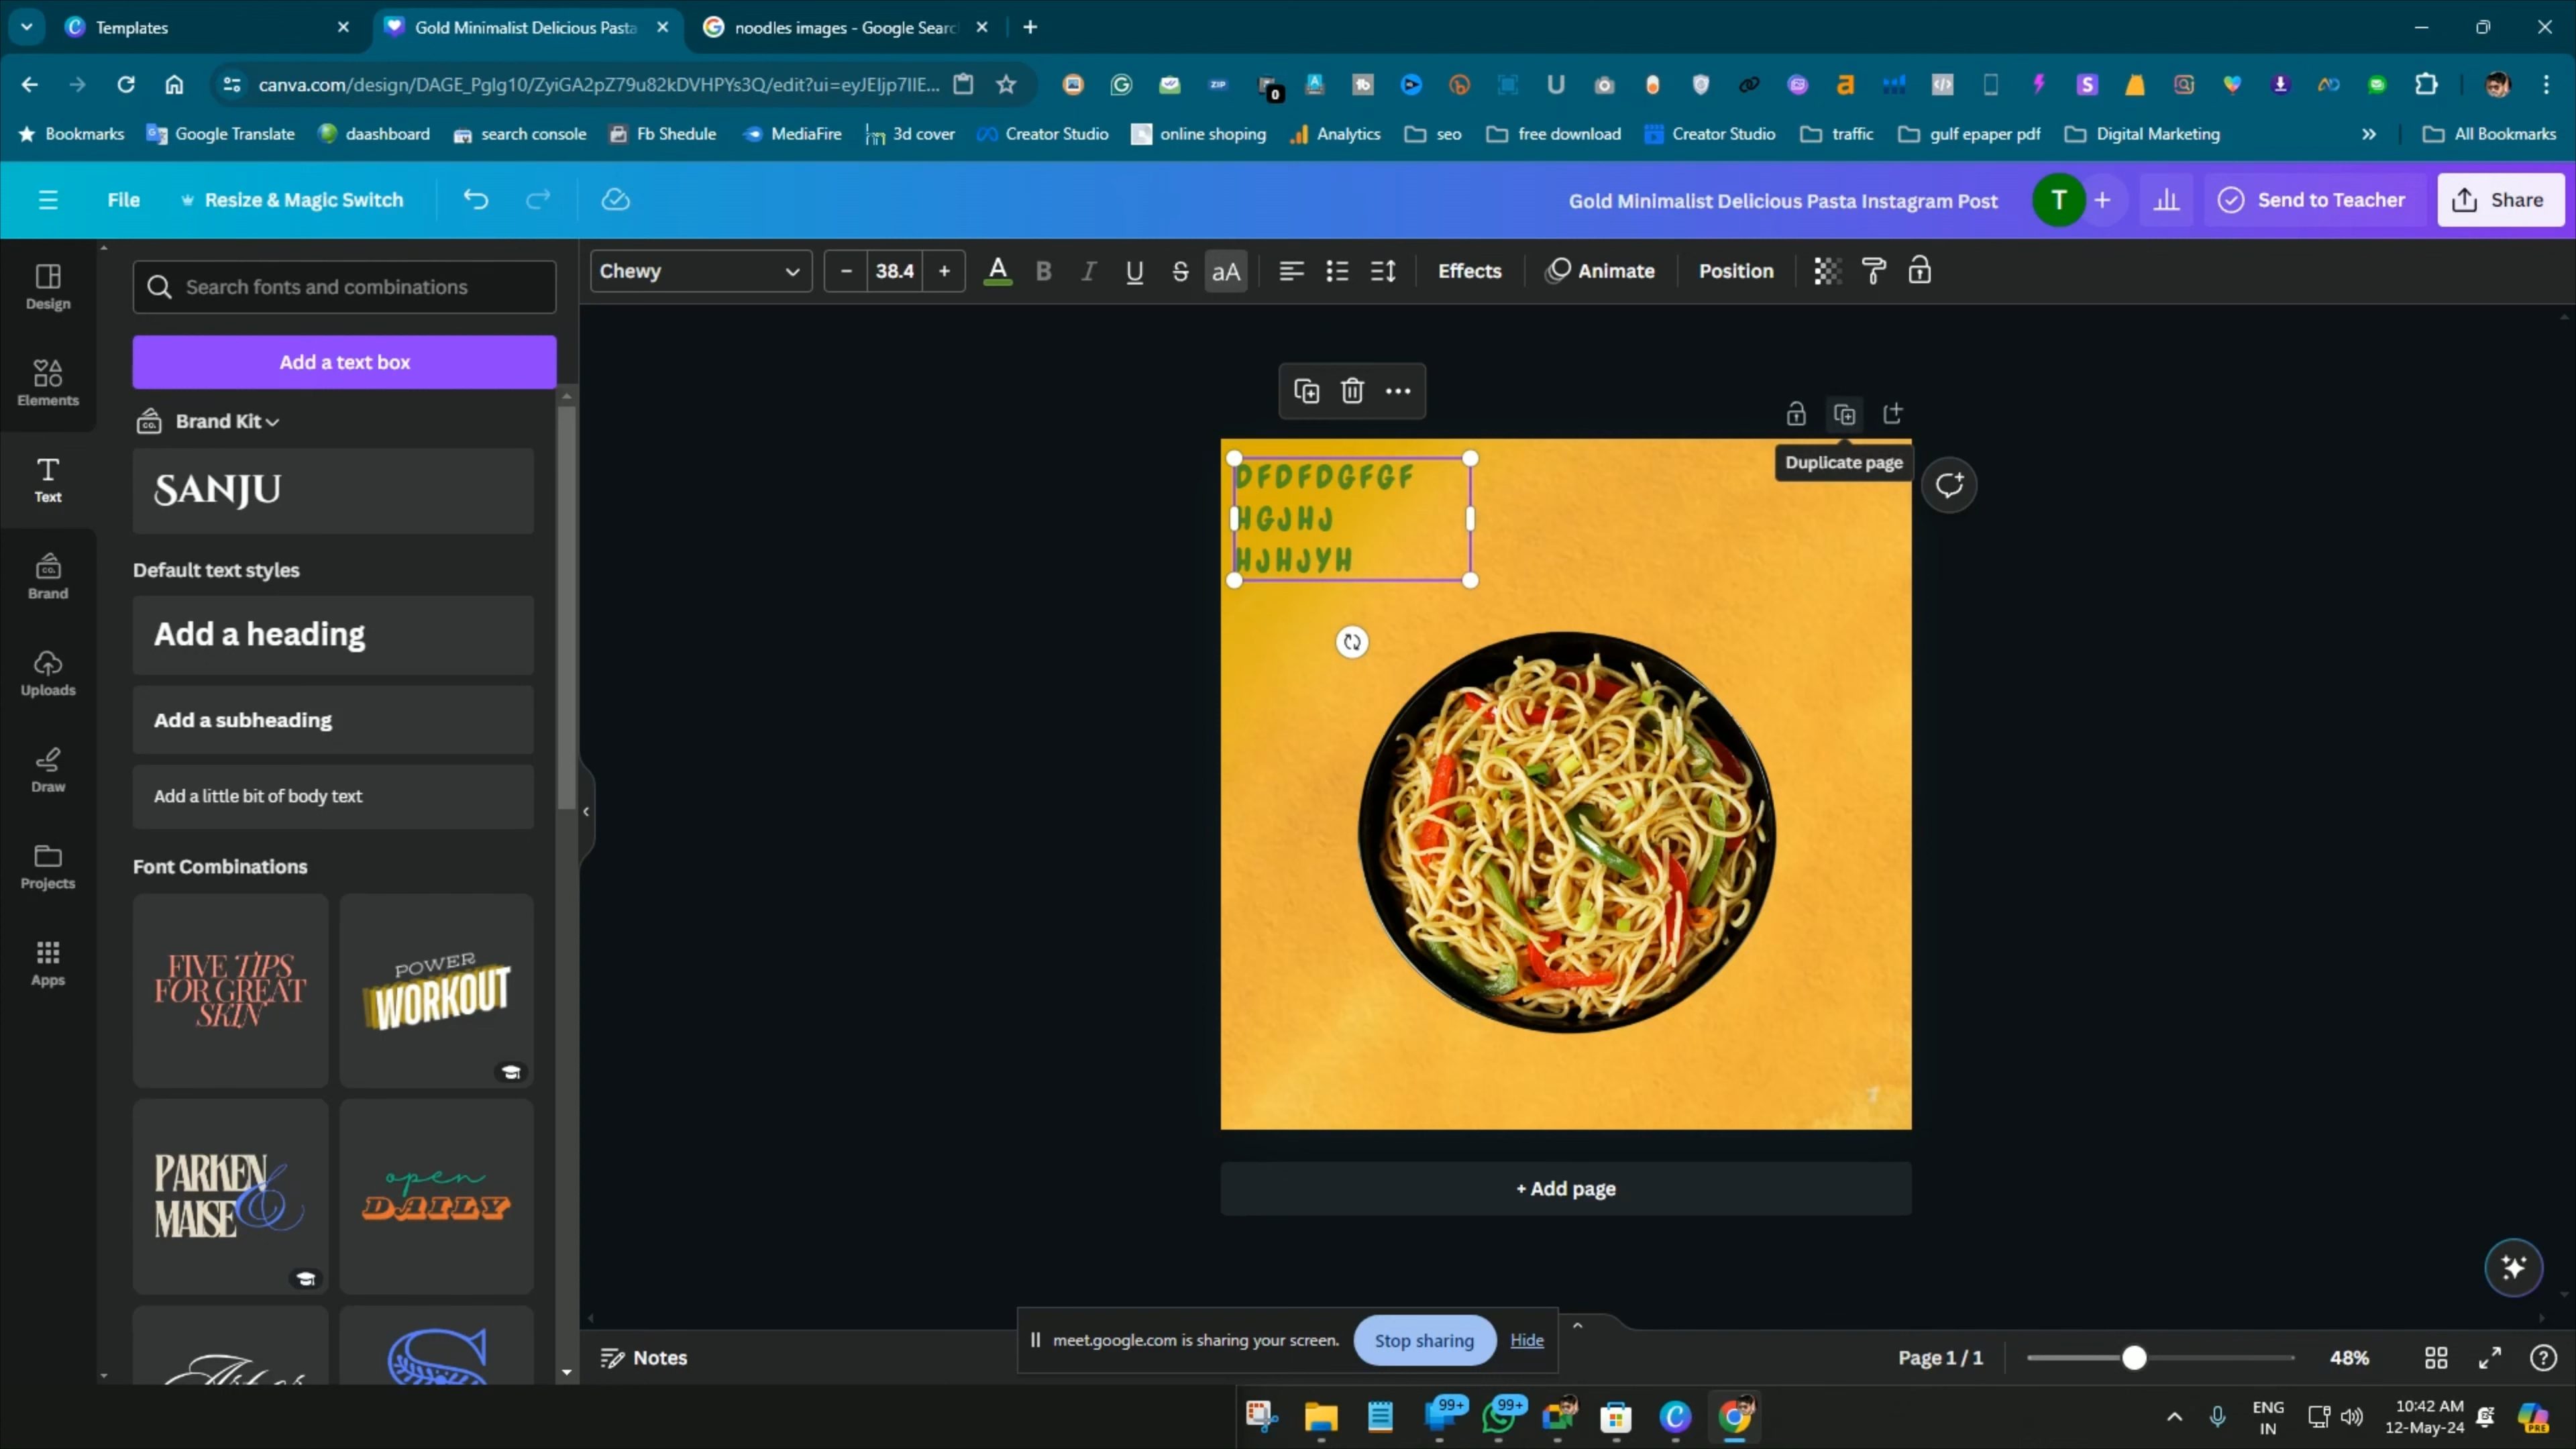 Templates
Gold Minimalist Delicious Pasta
noodles images - Google Searc
canva.com/design/DAGE_PgIg10/ZyiGA2pZ79u82kDVHPYs3Q/edit?ui=eyJEIjp7IlE...
ZIP
0
Bookmarks
Google Translate
daashboard
search console
Fb Shedule
MediaFire
3d cover
Creator Studio
online shoping
Analytics
seo
free download
Creator Studio
traffic
gulf epaper pdf
Digital Marketing
All Bookmarks
File
Resize & Magic Switch
Gold Minimalist Delicious Pasta Instagram Post
T
Send to Teacher
Share
Design
Elements
Text
Brand
Uploads
Draw
Projects
Apps
Search fonts and combinations
Add a text box
Brand Kit
SANJU
Default text styles
Add a heading
Add a subheading
Add a little bit of body text
Font Combinations
FIVE TIPS
FOR GREAT
SKIN
POWER
WORKOUT
PARKEN
MAISE &
open
DAILY
Chewy
38.4
Effects
Animate
Position
Duplicate page
DFDFDGFGF
HGJHJ
HJHJYH
+ Add page
Notes
meet.google.com is sharing your screen.
Stop sharing
Hide
Page 1 / 1
48%
99+
99+
ENG
IN
10:42 AM
12-May-24
PRE